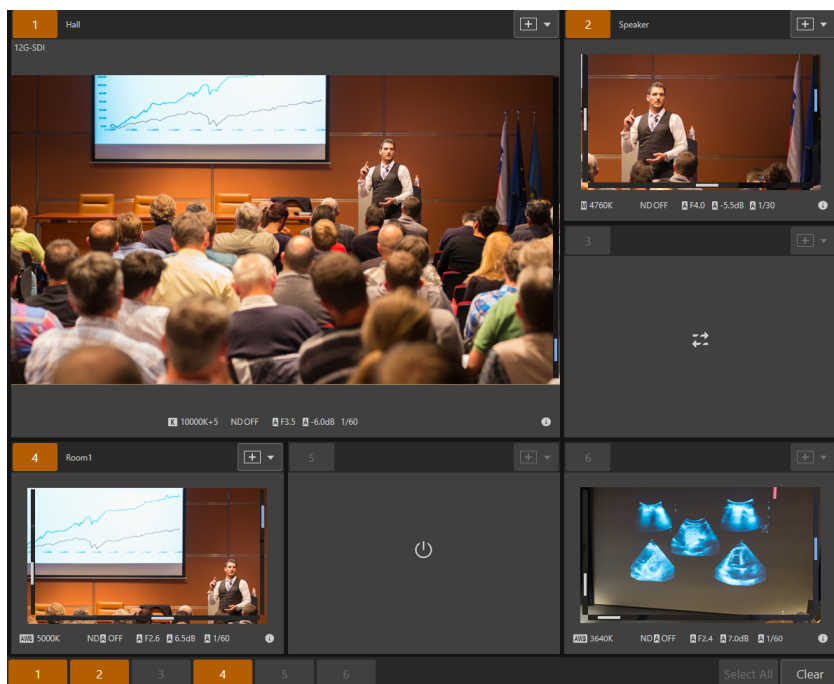 1 Hall
12G-SDI
K 10000K+5 ND OFF A F3.5 A -6.0dB 1/60
2 Speaker
M 4760K ND OFF A F4.0 A -5.5dB A 1/30
3
4 Room1
AWB 5000K ND A OFF A F2.6 A 6.5dB A 1/60
5
6
AWB 3640K ND A OFF A F2.4 A 7.0dB A 1/60
1 2 3 4 5 6 Select All Clear